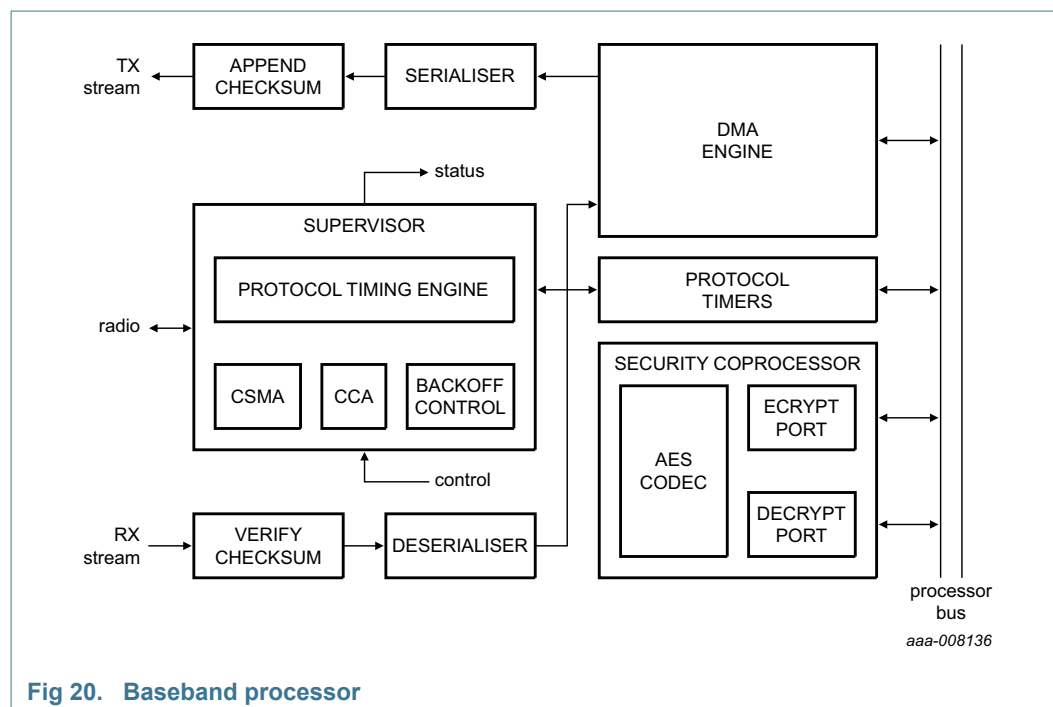 TX
stream
APPEND
CHECKSUM
SERIALISER
DMA
ENGINE
status
SUPERVISOR
PROTOCOL TIMING ENGINE
PROTOCOL
TIMERS
radio
CSMA
CCA
BACKOFF
CONTROL
SECURITY COPROCESSOR
AES
CODEC
ECRYPT
PORT
DECRYPT
PORT
control
RX
stream
VERIFY
CHECKSUM
DESERIALISER
processor
bus
aaa-008136
Fig 20. Baseband processor